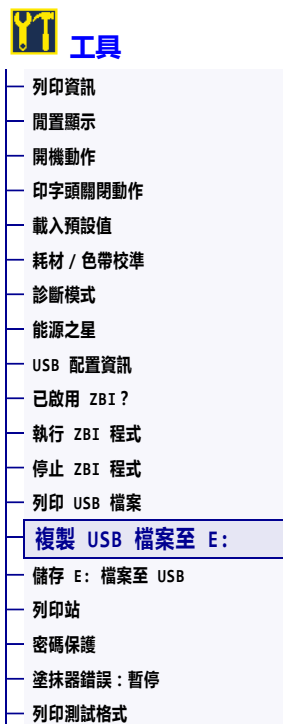 工具
列印資訊
閒置顯示
開機動作
印字頭關閉動作
載入預設值
耗材 / 色帶校準
診斷模式
能源之星
USB 配置資訊
已啟用 ZBI？
執行 ZBI 程式
停止 ZBI 程式
列印 USB 檔案
複製 USB 檔案至 E:
儲存 E: 檔案至 USB
列印站
密碼保護
塗抹器錯誤：暫停
列印測試格式